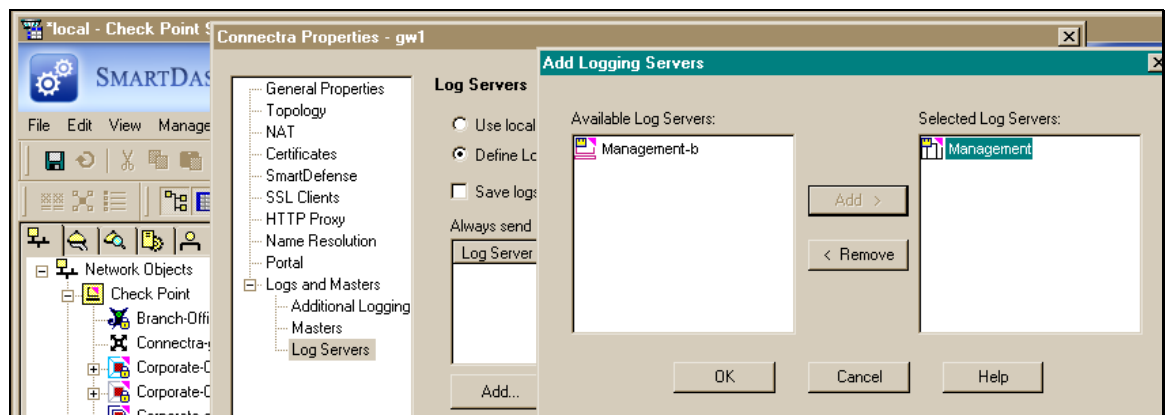 *local - Check Point S
SMARTDAS
File Edit View Manage
Network Objects
Check Point
Branch-Offi
Connectra-g
Corporate-C
Corporate-C
Connectra Properties - gw1
General Properties
Topology
NAT
Certificates
SmartDefense
SSL Clients
HTTP Proxy
Name Resolution
Portal
Logs and Masters
Additional Logging
Masters
Log Servers
Log Servers
Use local
Define Lo
Save logs
Always send
Log Server
Add...
Add Logging Servers
Available Log Servers:
Management-b
Add >
< Remove
Selected Log Servers:
Management
OK
Cancel
Help